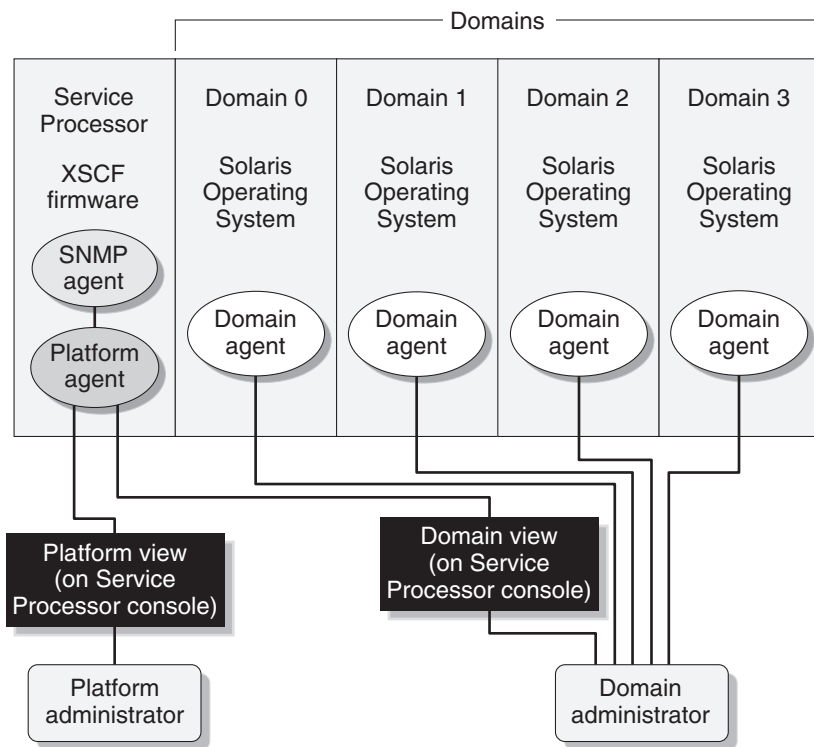 Domains
Service
Processor
XSCF
firmware
SNMP
agent
Platform
agent
Domain 0
Solaris
Operating
System
Domain
agent
Domain 1
Solaris
Operating
System
Domain
agent
Domain 2
Solaris
Operating
System
Domain
agent
Domain 3
Solaris
Operating
System
Domain
agent
Platform view
(on Service
Processor console)
Domain view
(on Service
Processor console)
Platform
administrator
Domain
administrator